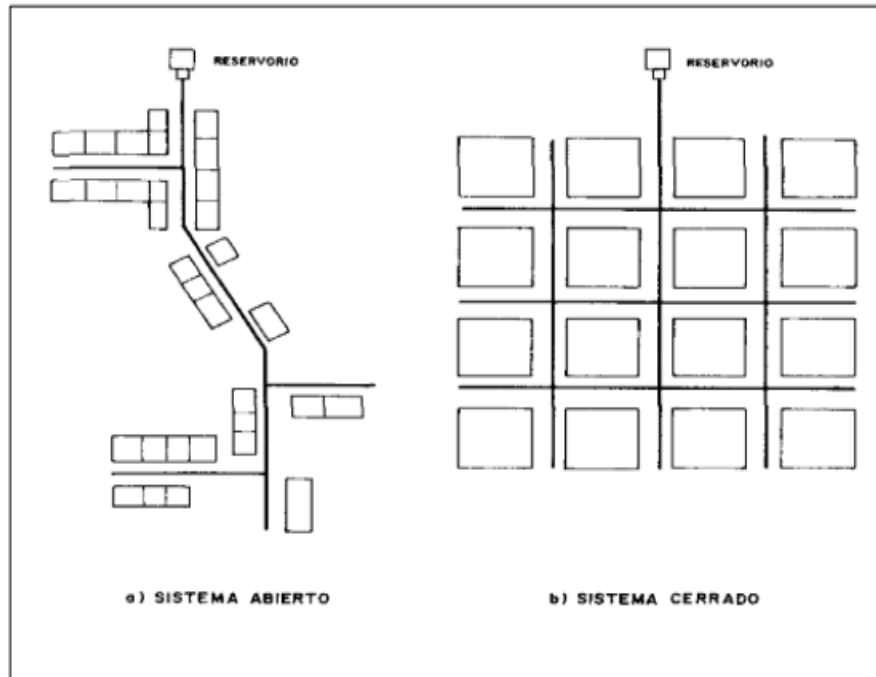 RESERVORIO
RESERVORIO
a) SISTEMA ABIERTO
b) SISTEMA CERRADO